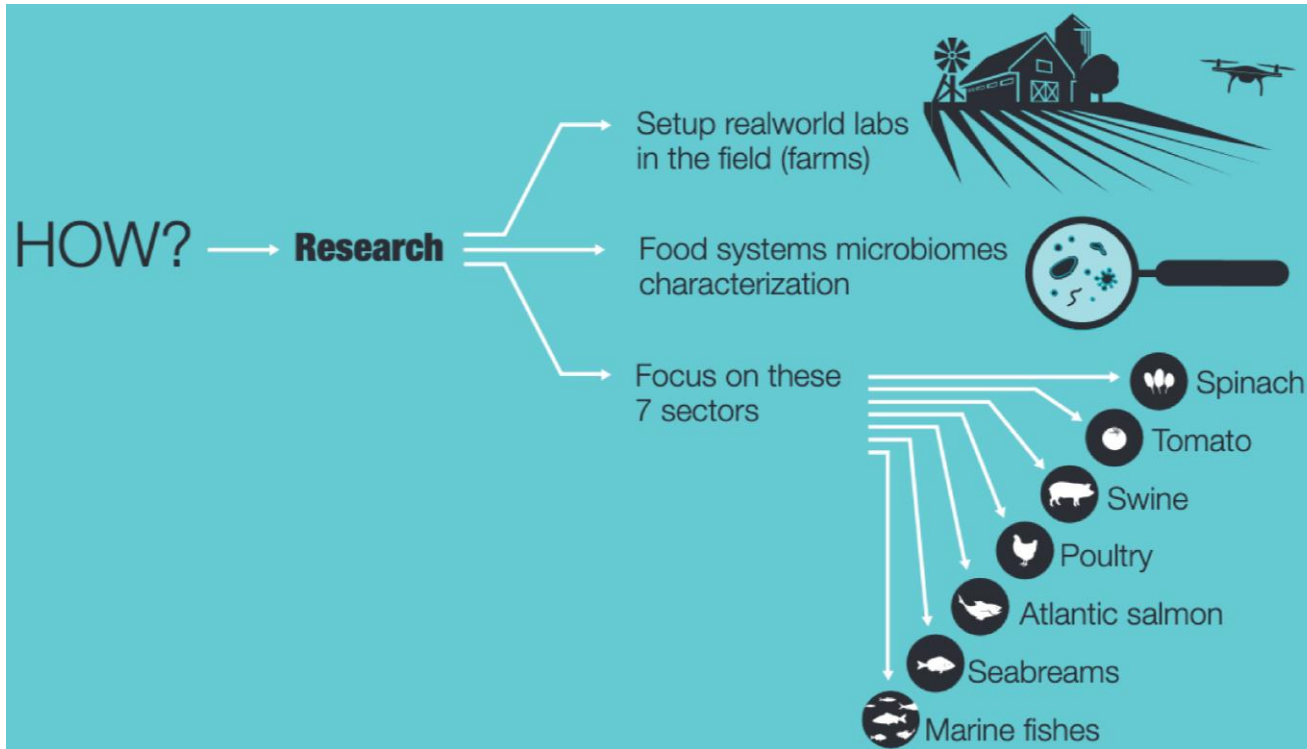 HOW?
Research
Setup realworld labs
in the field (farms)
Food systems microbiomes
characterization
Focus on these
7 sectors
Spinach
Tomato
Swine
Poultry
Atlantic salmon
Seabreams
Marine fishes